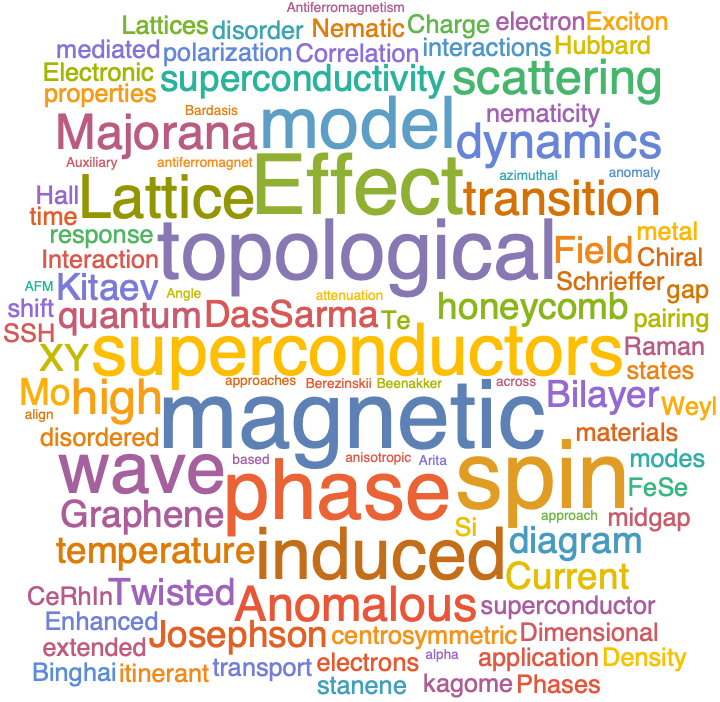 Antiferromagnetism
Lattices disorder Nematic Charge electron Exciton
mediated polarization Correlation interactions Hubbard
Electronic superconductivity scattering
properties Bardasis nematicity
Majorana model dynamics
Auxiliary antiferromagnet Effect azimuthal anomaly
Hall Lattice transition
time topological metal
response Field Chiral
Interaction Schrieffer gap
AFM Kitaev Angle attenuation honeycomb
shift quantum DasSarma Te pairing
SSH XY superconductors Raman
states
Mo high approaches Berezinskii Beenakker across Bilayer Weyl
align magnetic
disordered materials
wave based anisotropic Arita spin modes
phase FeSe
Graphene Si approach midgap
temperature induced diagram
Current
CeRhIn Twisted Anomalous superconductor
Enhanced Josephson centrosymmetric Dimensional
extended alpha application Density
Binghai itinerant transport electrons
stanene kagome Phases